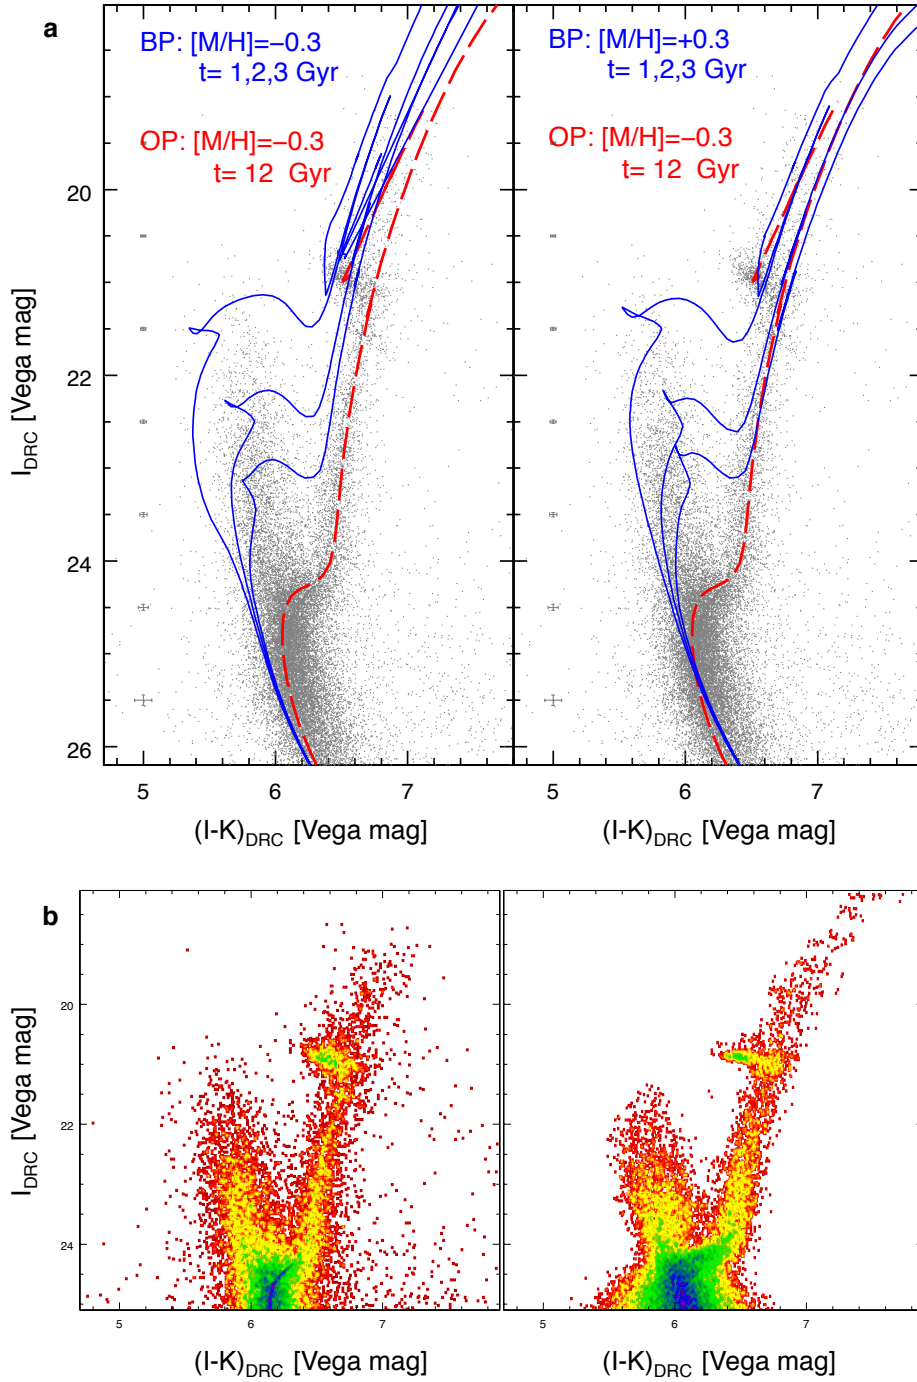 a
BP: [M/H]=−0.3
t= 1,2,3 Gyr
OP: [M/H]=−0.3
t= 12 Gyr
BP: [M/H]=+0.3
t= 1,2,3 Gyr
OP: [M/H]=−0.3
t= 12 Gyr
20
22
24
26
I_DRC [Vega mag]
5 6 7
5 6 7
(I-K)_DRC [Vega mag]
(I-K)_DRC [Vega mag]
b
20
22
24
I_DRC [Vega mag]
5 6 7
5 6 7
(I-K)_DRC [Vega mag]
(I-K)_DRC [Vega mag]